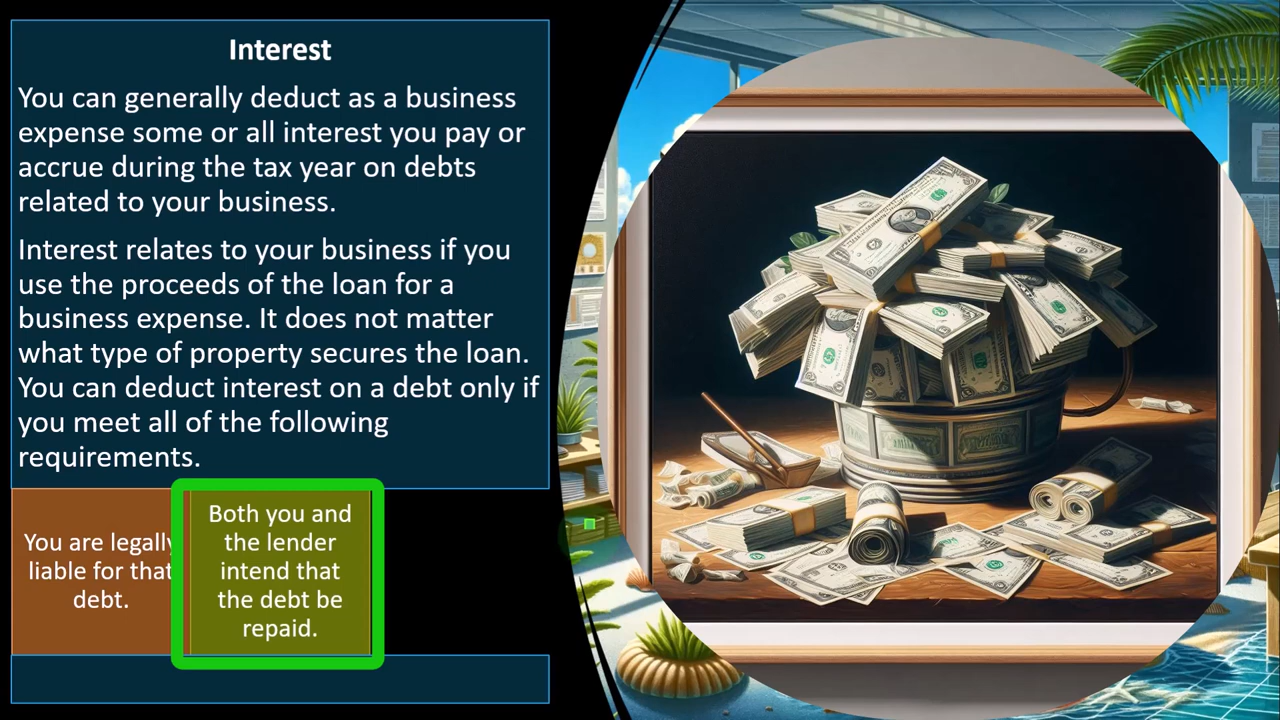 Interest
You can generally deduct as a business
expense some or all interest you pay or
accrue during the tax year on debts
related to your business.
Interest relates to your business if you
use the proceeds of the loan for a
business expense. It does not matter
what type of property secures the loan.
You can deduct interest on a debt only if
you meet all of the following
requirements.
You are legally
liable for that
debt.
Both you and
the lender
intend that
the debt be
repaid.